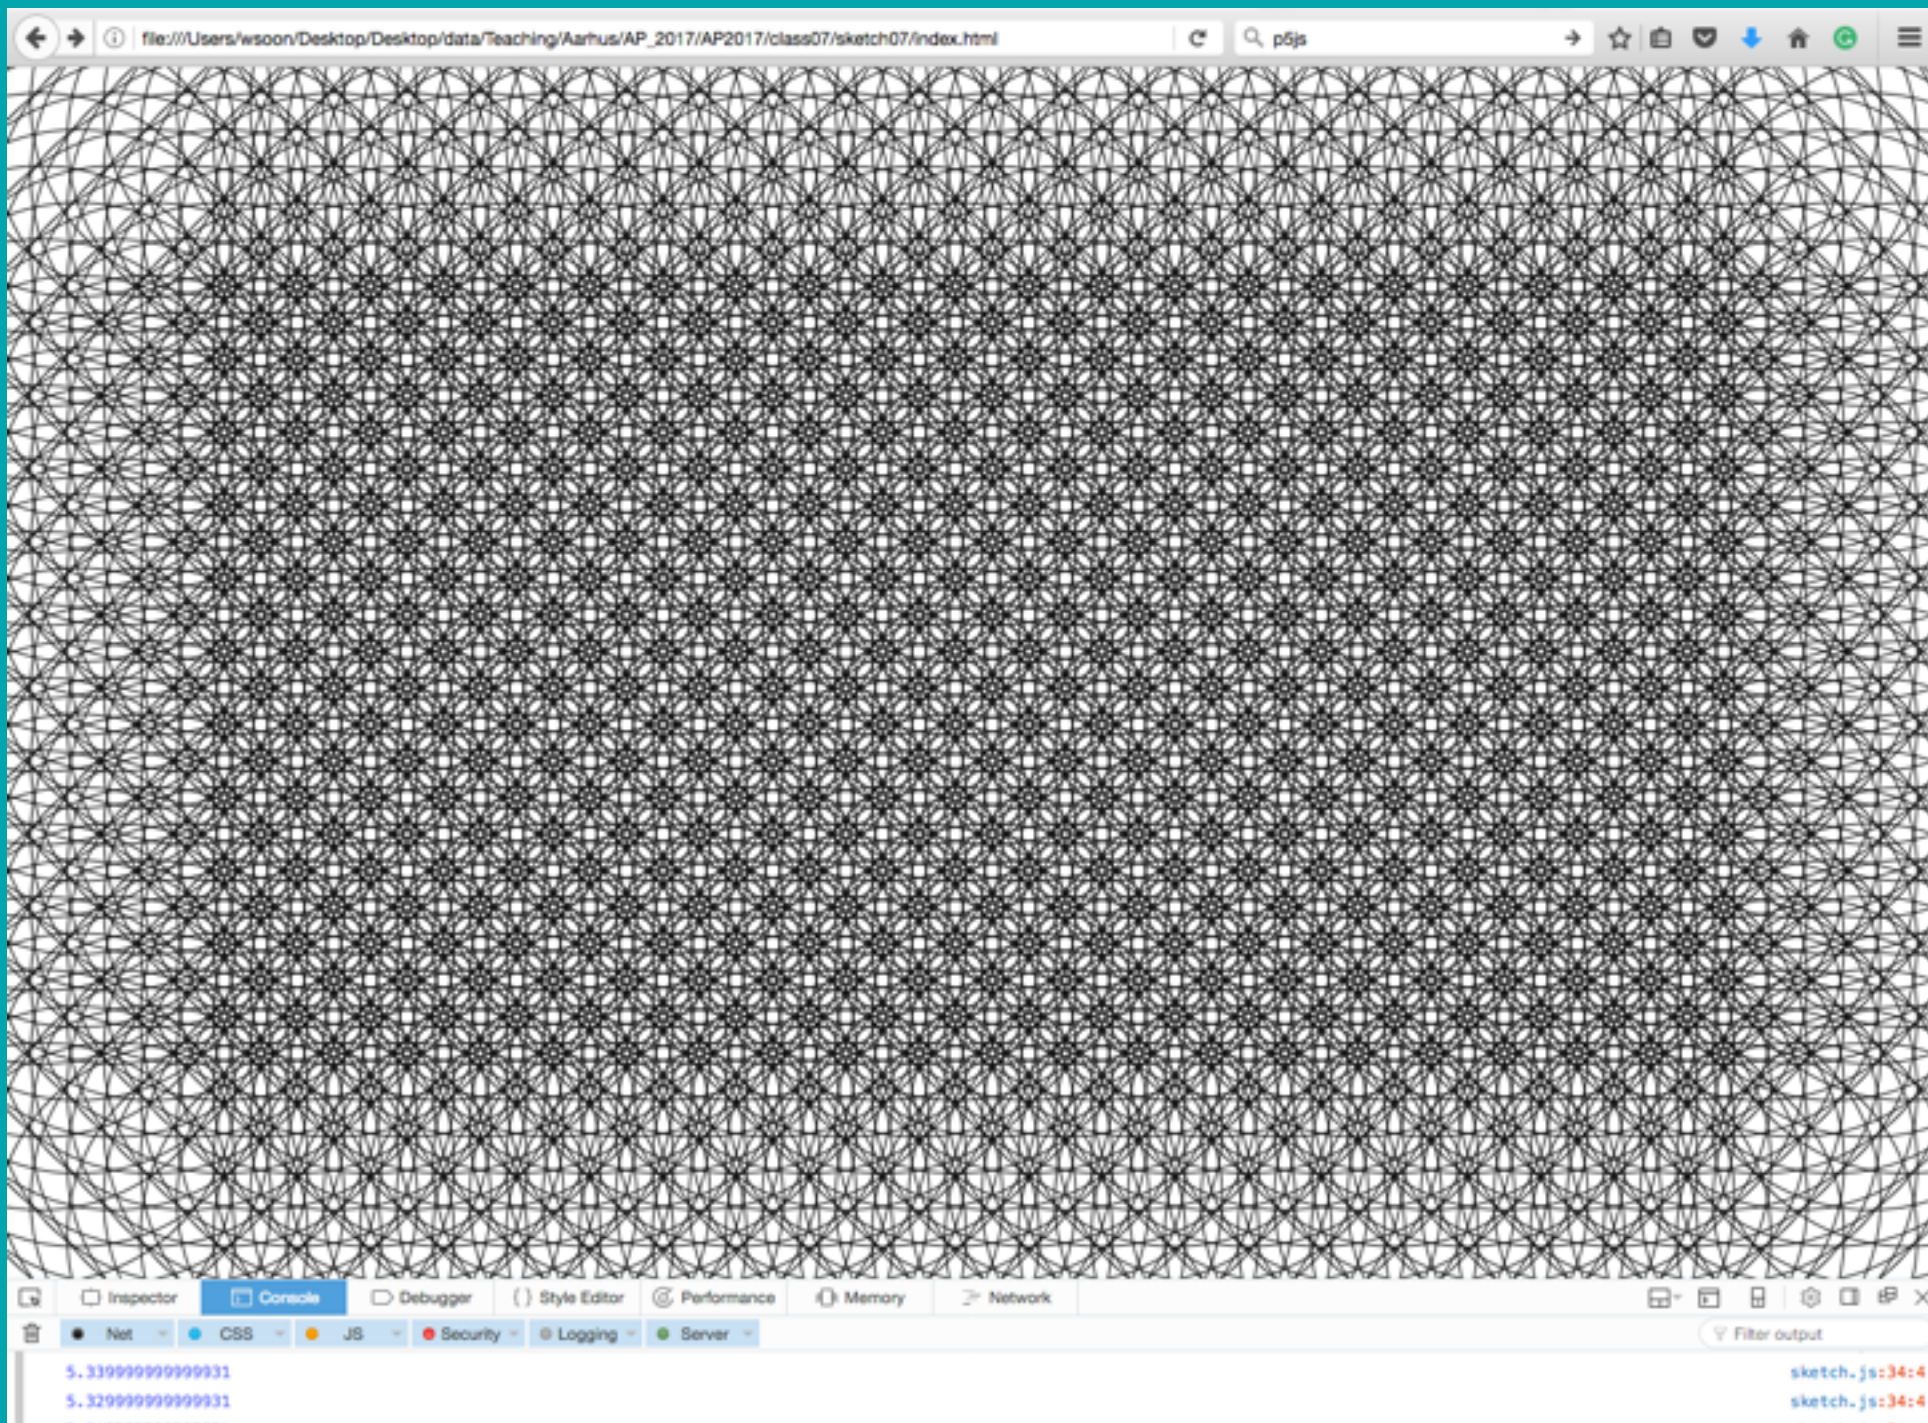 file:///Users/wsoon/Desktop/Desktop/data/Teaching/Aarhus/AP_2017/AP2017/class07/sketch07/index.html p5js
Inspector Console Debugger { } Style Editor Performance Memory Network
Net CSS JS Security Logging Server Filter output
5.339999999999931 sketch.js:34:4
5.329999999999931 sketch.js:34:4